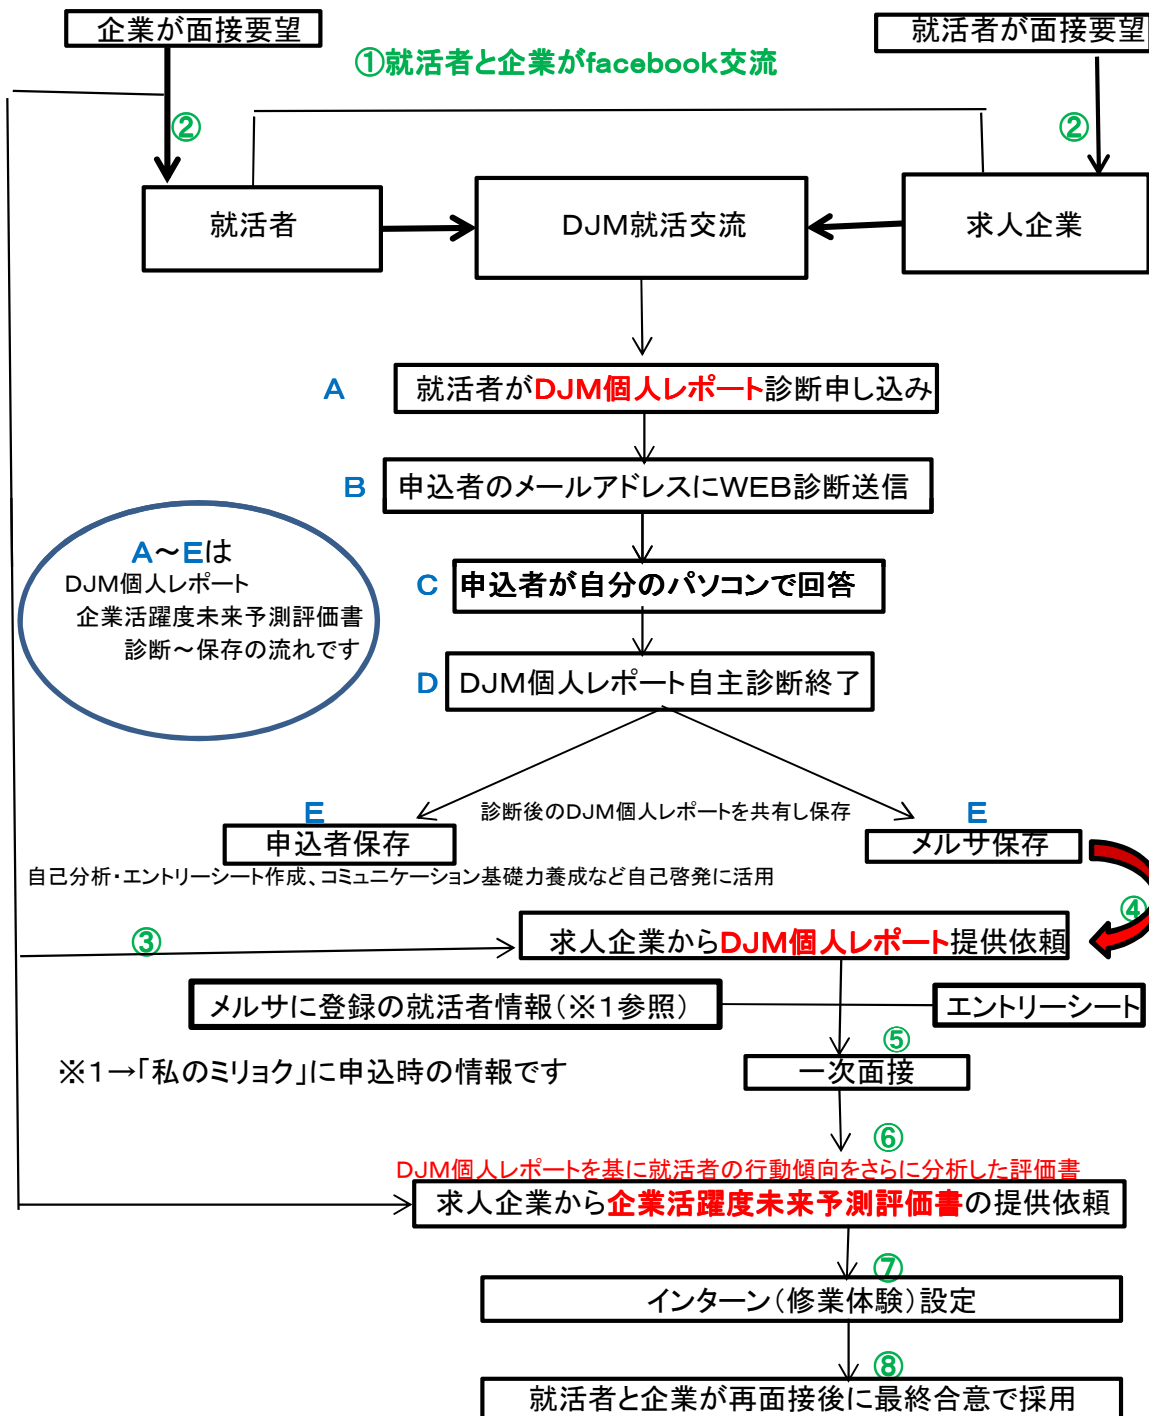 企業が面接要望
就活者が面接要望
①就活者と企業がfacebook交流
②
②
就活者
DJM就活交流
求人企業
A
就活者がDJM個人レポート診断申し込み
B
申込者のメールアドレスにWEB診断送信
A～Eは
DJM個人レポート
企業活躍度未来予測評価書
診断～保存の流れです
C
申込者が自分のパソコンで回答
D
DJM個人レポート自主診断終了
E
診断後のDJM個人レポートを共有し保存
E
申込者保存
メルサ保存
自己分析・エントリーシート作成、コミュニケーション基礎力養成など自己啓発に活用
④
③
求人企業からDJM個人レポート提供依頼
メルサに登録の就活者情報（※１参照）
エントリーシート
⑤
※１→「私のミリョク」に申込時の情報です
一次面接
⑥
DJM個人レポートを基に就活者の行動傾向をさらに分析した評価書
求人企業から企業活躍度未来予測評価書の提供依頼
⑦
インターン（修業体験）設定
⑧
就活者と企業が再面接後に最終合意で採用